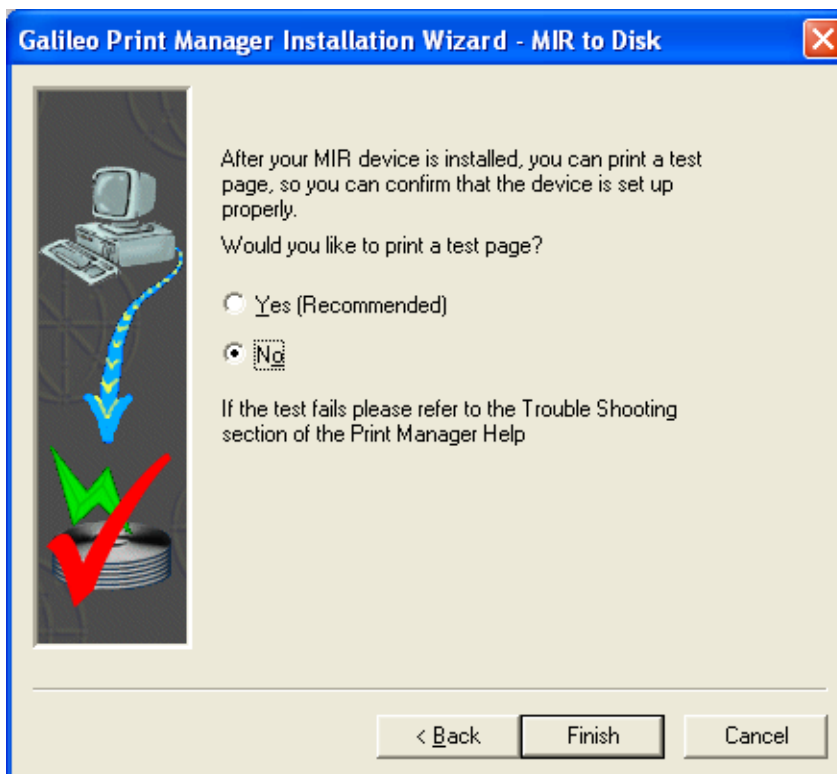 Galileo Print Manager Installation Wizard - MIR to Disk
After your MIR device is installed, you can print a test
page, so you can confirm that the device is set up
properly.
Would you like to print a test page?
Yes (Recommended)
No
If the test fails please refer to the Trouble Shooting
section of the Print Manager Help
< Back Finish Cancel